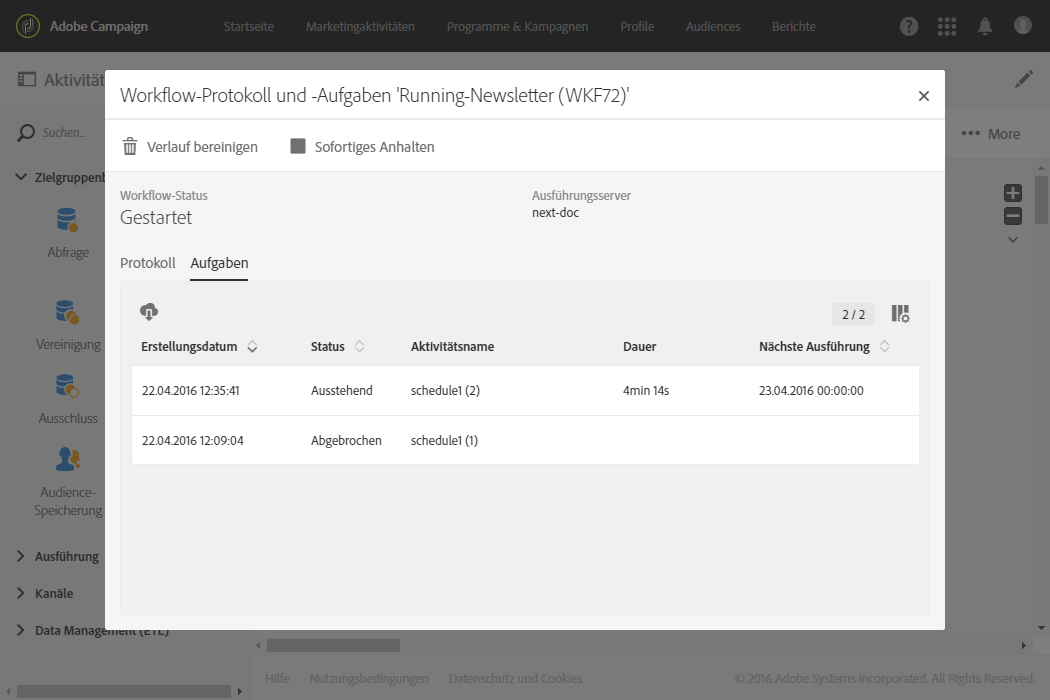 Adobe Campaign
Startseite
Marketingaktivitäten
Programme & Kampagnen
Profile
Audiences
Berichte
Aktivität
Workflow-Protokoll und -Aufgaben 'Running-Newsletter (WKF72)'
Suchen...
More
Verlauf bereinigen
Sofortiges Anhalten
Zielgruppenb
Workflow-Status
Gestartet
Ausführungsserver
next-doc
Abfrage
Protokoll
Aufgaben
2 / 2
Vereinigung
Erstellungsdatum
Status
Aktivitätsname
Dauer
Nächste Ausführung
22.04.2016 12:35:41
Ausstehend
schedule1 (2)
4min 14s
23.04.2016 00:00:00
Ausschluss
22.04.2016 12:09:04
Abgebrochen
schedule1 (1)
Audience-
Speicherung
Ausführung
Kanäle
Data Management (ETL)
Hilfe
Nutzungsbedingungen
Datenschutz und Cookies
© 2016 Adobe Systems Incorporated. All Rights Reserved.